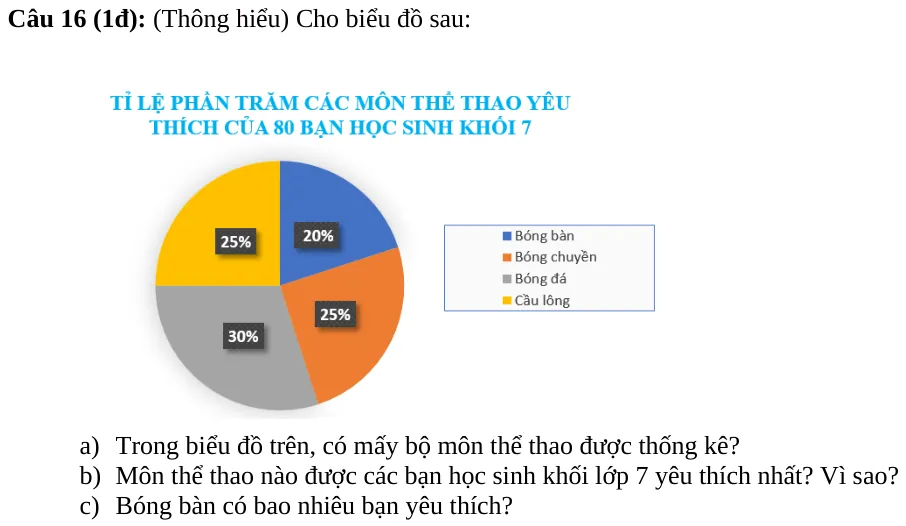 Câu 16 (1đ): (Thông hiểu) Cho biểu đồ sau:
TỈ LỆ PHẦN TRĂM CÁC MÔN THỂ THAO YÊU
THÍCH CỦA 80 BẠN HỌC SINH KHỐI 7
25%
20%
25%
30%
Bóng bàn
Bóng chuyền
Bóng đá
Cầu lông
a) Trong biểu đồ trên, có mấy bộ môn thể thao được thống kê?
b) Môn thể thao nào được các bạn học sinh khối lớp 7 yêu thích nhất? Vì sao?
c) Bóng bàn có bao nhiêu bạn yêu thích?